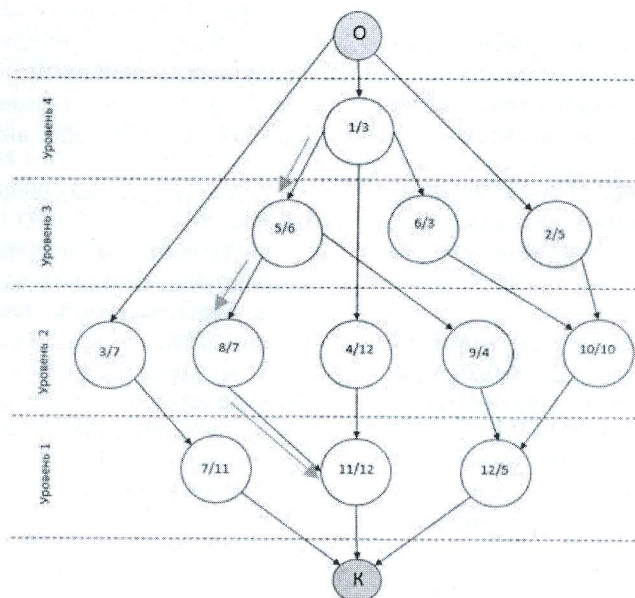 О
Уровень 4
1/3
Уровень 3
5/6
6/3
2/5
Уровень 2
3/7
8/7
4/12
9/4
10/10
Уровень 1
7/11
11/12
12/5
К